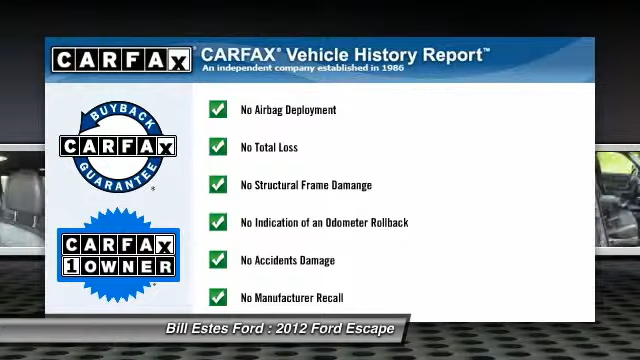 CARFAX® CARFAX® Vehicle History Report™
An independent company established in 1986
BUYBACK
CARFAX
GUARANTEE®
CARFAX
1 OWNER®
No Airbag Deployment
No Total Loss
No Structural Frame Damange
No Indication of an Odometer Rollback
No Accidents Damage
No Manufacturer Recall
Bill Estes Ford : 2012 Ford Escape